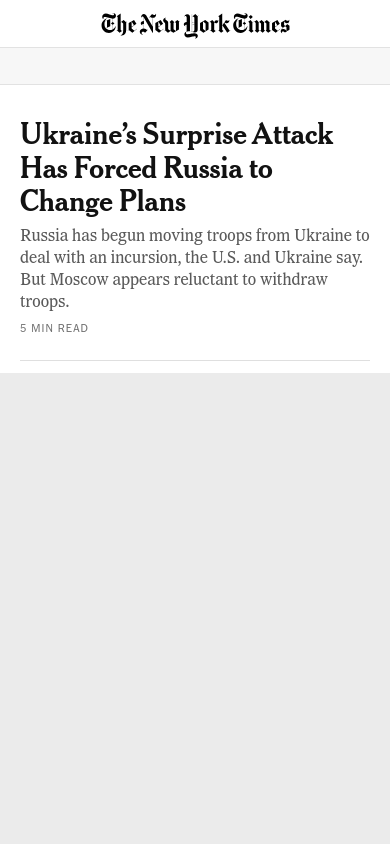 The New York Times
Ukraine’s Surprise Attack
Has Forced Russia to
Change Plans
Russia has begun moving troops from Ukraine to
deal with an incursion, the U.S. and Ukraine say.
But Moscow appears reluctant to withdraw
troops.
5 MIN READ